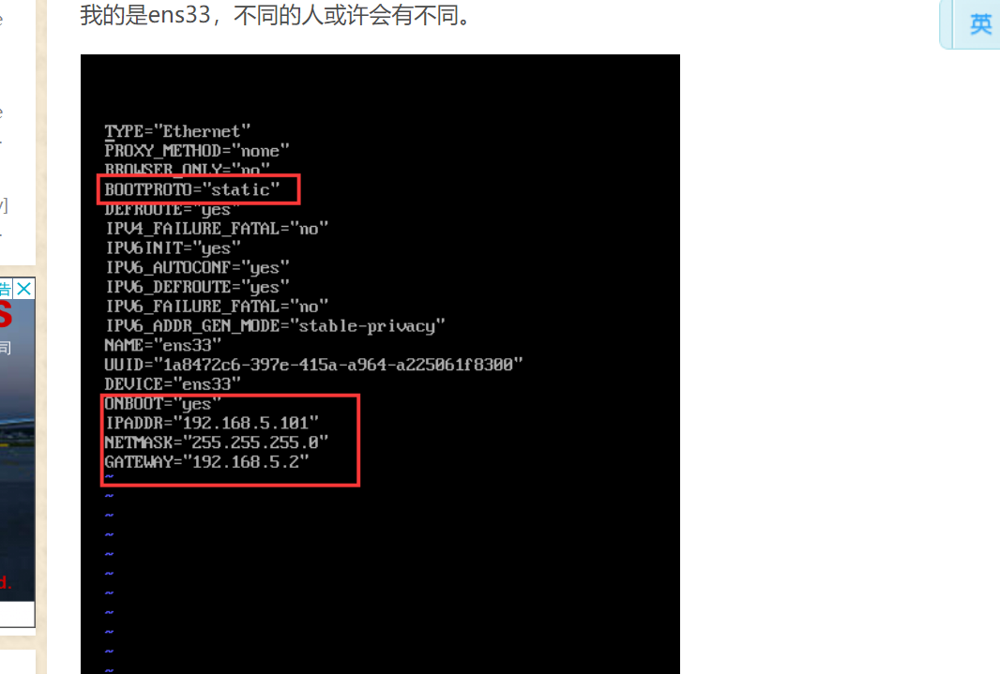 我的是ens33，不同的人或许会有不同。
英
TYPE="Ethernet"
PROXY_METHOD="none"
BROWSER_ONLY="no"
BOOTPROTO="static"
DEFROUTE="yes"
IPV4_FAILURE_FATAL="no"
IPV6INIT="yes"
IPV6_AUTOCONF="yes"
IPV6_DEFROUTE="yes"
IPV6_FAILURE_FATAL="no"
IPV6_ADDR_GEN_MODE="stable-privacy"
NAME="ens33"
UUID="1a8472c6-397e-415a-a964-a225061f8300"
DEVICE="ens33"
ONBOOT="yes"
IPADDR="192.168.5.101"
NETMASK="255.255.255.0"
GATEWAY="192.168.5.2"
~
~
~
~
~
~
~
~
~
~
~
告
S
司
d.